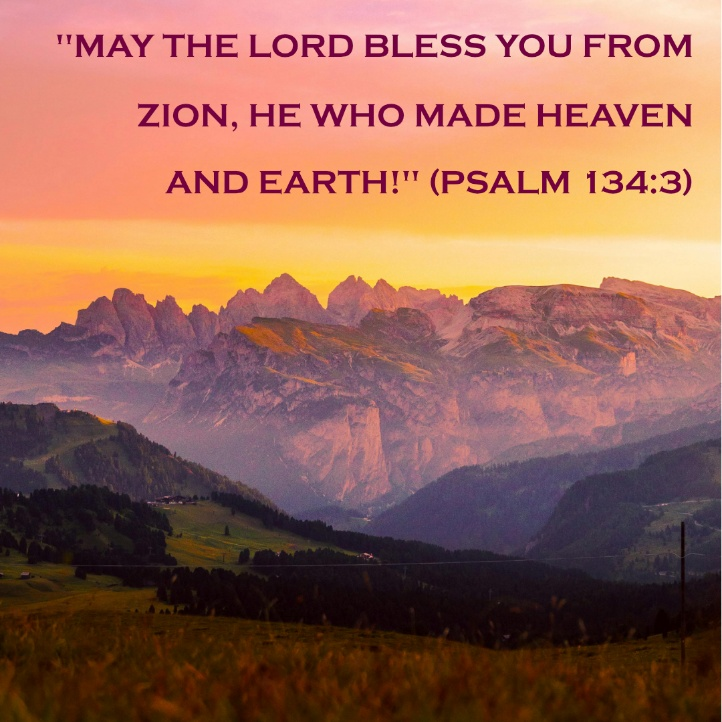 "MAY THE LORD BLESS YOU FROM
ZION, HE WHO MADE HEAVEN
AND EARTH!" (PSALM 134:3)